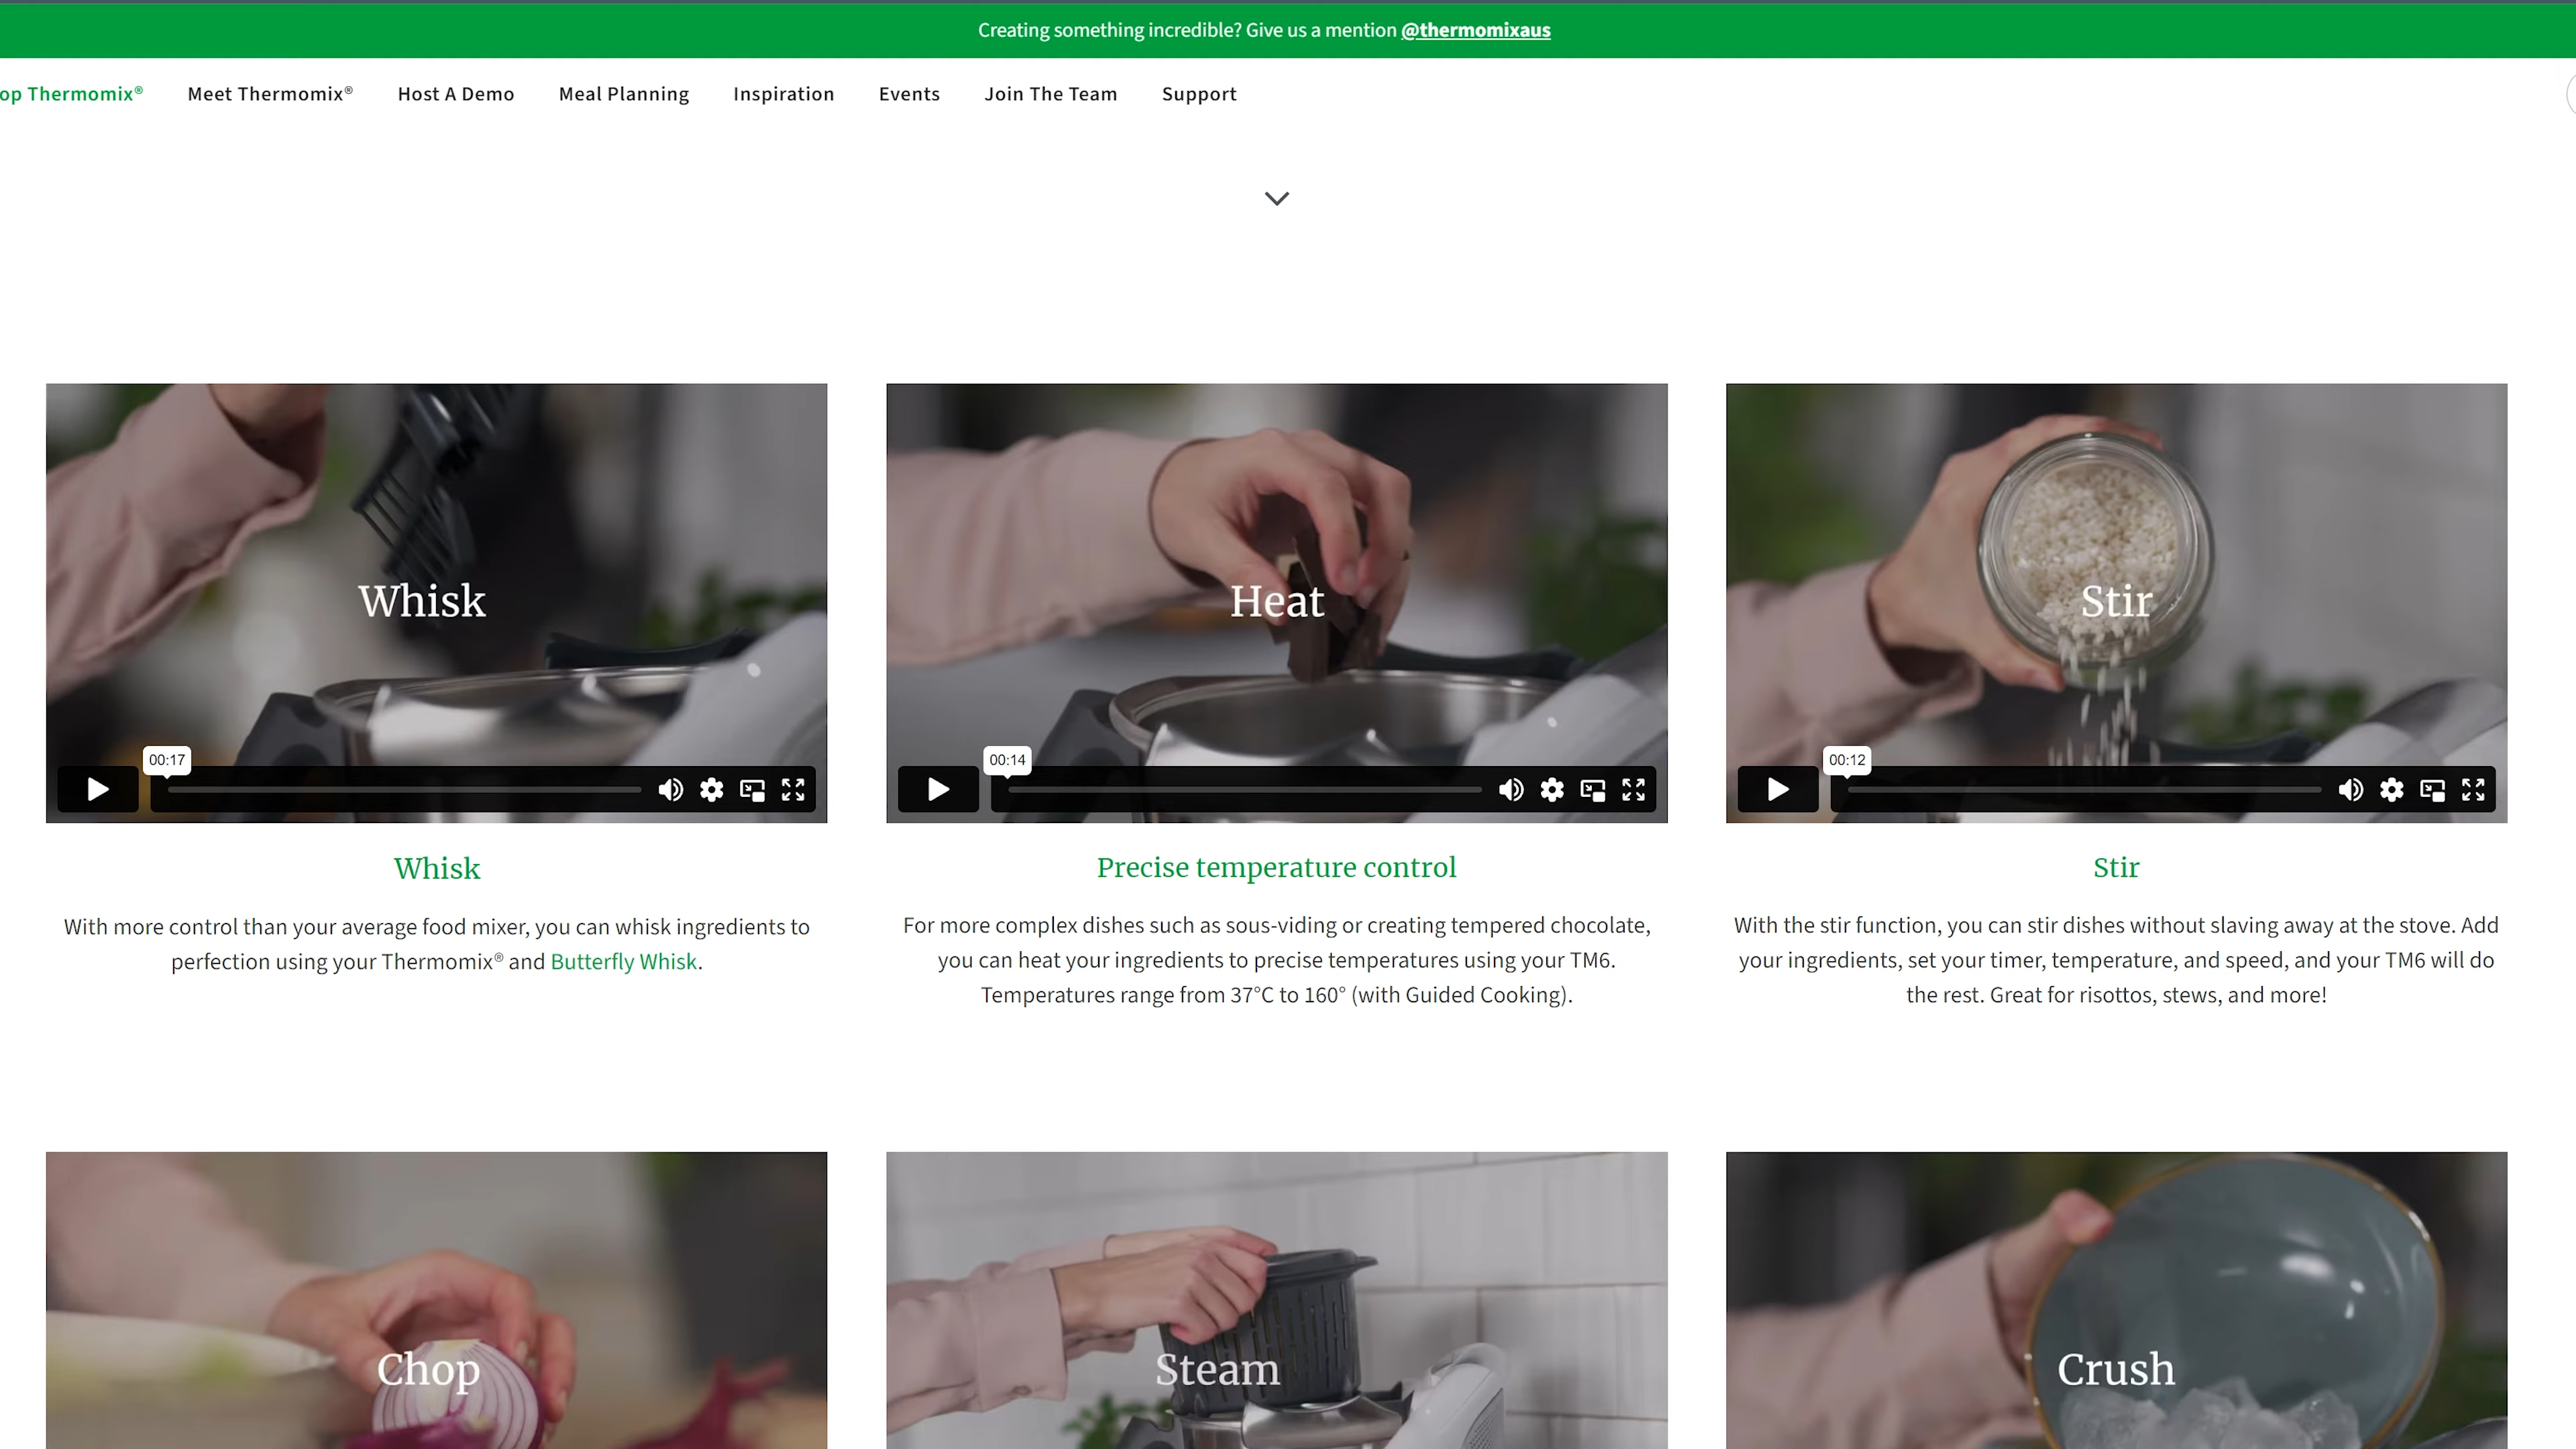 Creating something incredible? Give us a mention @thermomixaus
op Thermomix® Meet Thermomix® Host A Demo Meal Planning Inspiration Events Join The Team Support
Whisk
Heat
Stir
00:17
00:14
00:12
Whisk
With more control than your average food mixer, you can whisk ingredients to
perfection using your Thermomix® and Butterfly Whisk.
Precise temperature control
For more complex dishes such as sous-viding or creating tempered chocolate,
you can heat your ingredients to precise temperatures using your TM6.
Temperatures range from 37°C to 160° (with Guided Cooking).
Stir
With the stir function, you can stir dishes without slaving away at the stove. Add
your ingredients, set your timer, temperature, and speed, and your TM6 will do
the rest. Great for risottos, stews, and more!
Chop
Steam
Crush